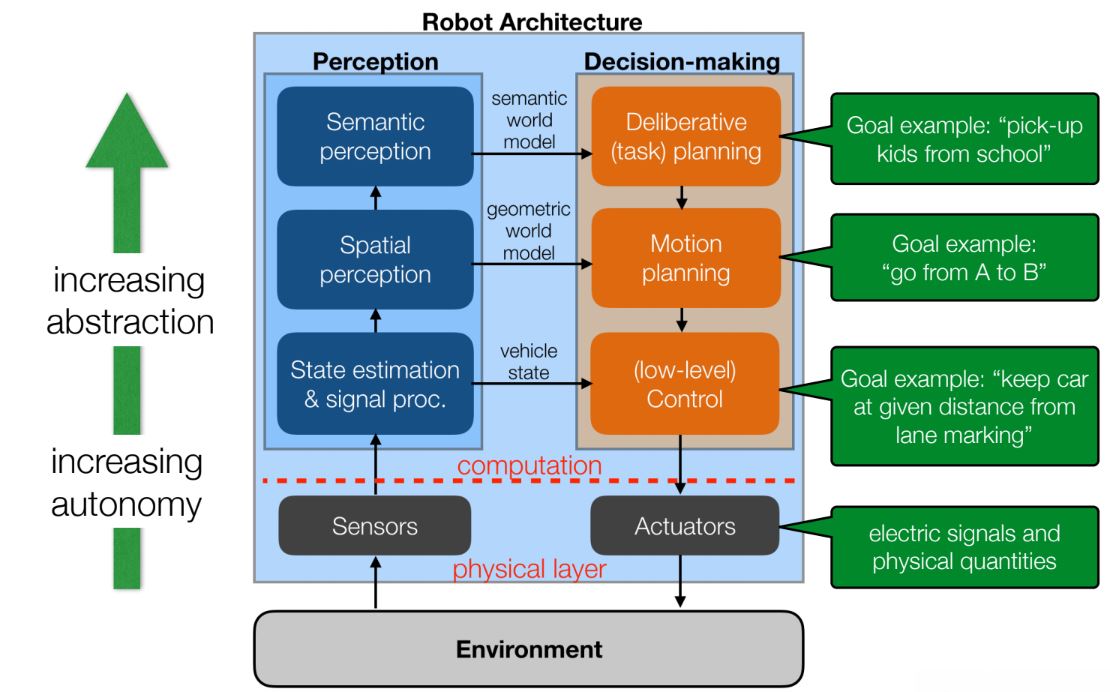 Robot Architecture
Perception
Decision-making
Semantic
perception
semantic
world
model
Deliberative
(task) planning
Goal example: “pick-up
kids from school”
Spatial
perception
geometric
world
model
Motion
planning
Goal example:
“go from A to B”
increasing
abstraction
State estimation
& signal proc.
vehicle
state
(low-level)
Control
Goal example: “keep car
at given distance from
lane marking”
increasing
autonomy
computation
Sensors
Actuators
electric signals and
physical quantities
physical layer
Environment